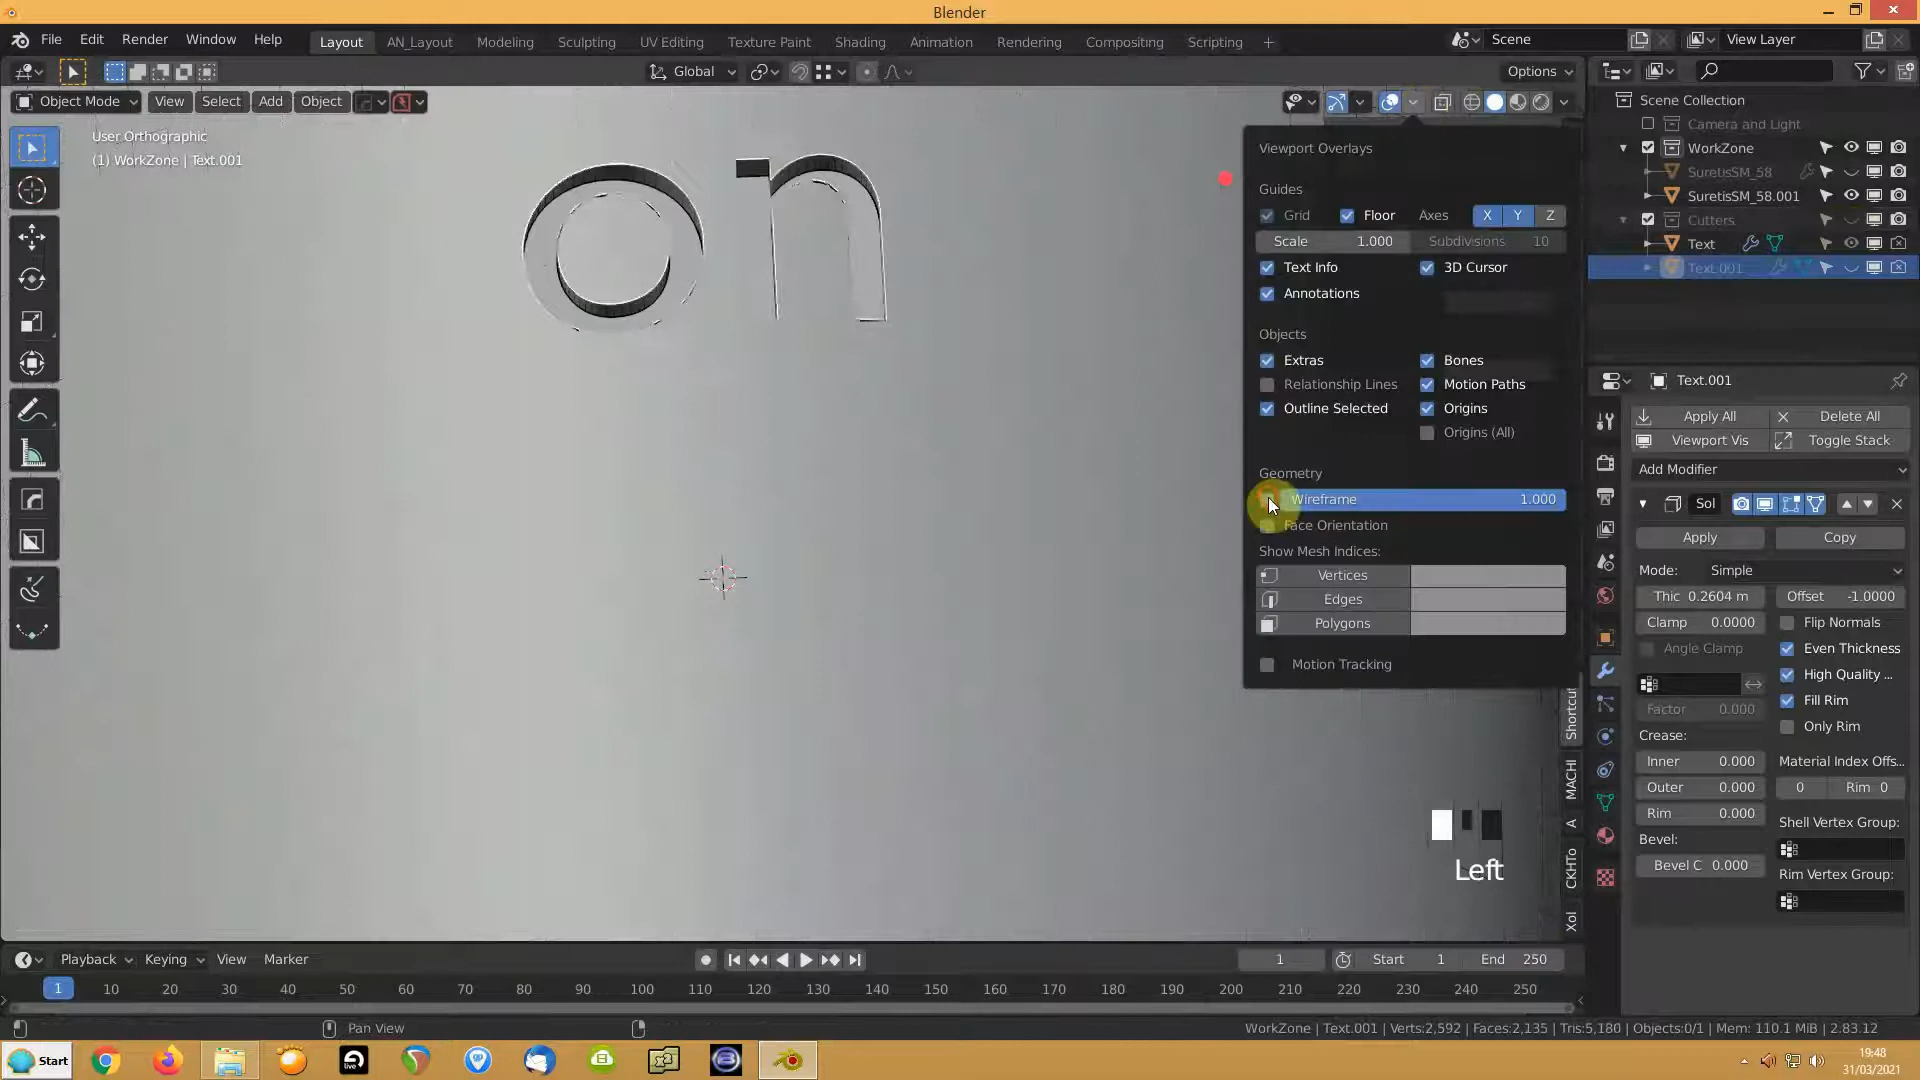 Blender
File Edit Render Window Help Layout AN_Layout Modeling Sculpting UV Editing Texture Paint Shading Animation Rendering Compositing Scripting + Scene View Layer
Global Options
Object Mode View Select Add Object
User Orthographic
(1) WorkZone | Text.001
on
Viewport Overlays
Guides
Grid Floor Axes X Y Z
Scale 1.000 Subdivisions 10
Text Info 3D Cursor
Annotations
Objects
Extras Bones
Relationship Lines Motion Paths
Outline Selected Origins
Origins (All)
Geometry
Wireframe 1.000
Face Orientation
Show Mesh Indices:
Vertices
Edges
Polygons
Motion Tracking
Left
Scene Collection
Camera and Light
WorkZone
SuretisSM_58
SuretisSM_58.001
Cutters
Text
Text.001
Text.001
Apply All Delete All
Viewport Vis Toggle Stack
Add Modifier
Sol
Apply Copy
Mode: Simple
Thic 0.2604 m Offset -1.0000
Clamp 0.0000 Flip Normals
Angle Clamp Even Thickness
High Quality ...
Factor 0.000 Fill Rim
Only Rim
Crease:
Inner 0.000 Material Index Offs...
Outer 0.000 0 Rim 0
Rim 0.000 Shell Vertex Group:
Bevel:
Bevel C 0.000 Rim Vertex Group:
Shortcut
MACHI
A
CKHTo
Xol
Playback Keying View Marker 1 Start 1 End 250
1 10 20 30 40 50 60 70 80 90 100 110 120 130 140 150 160 170 180 190 200 210 220 230 240 250
Pan View WorkZone | Text.001 | Verts:2,592 | Faces:2,135 | Tris:5,180 | Objects:0/1 | Mem: 110.1 MiB | 2.83.12
Start live 19:48
31/03/2021